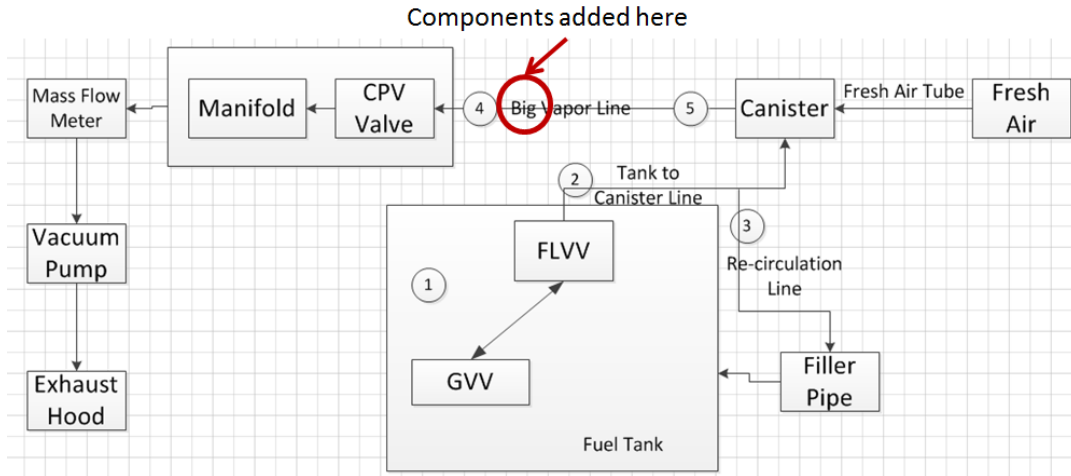 Components added here
Mass Flow
Meter
Manifold
CPV
Valve
4
Big Vapor Line
5
Canister
Fresh Air Tube
Fresh
Air
2
Tank to
Canister Line
3
Re-circulation
Line
Vacuum
Pump
FLVV
1
GVV
Filler
Pipe
Exhaust
Hood
Fuel Tank